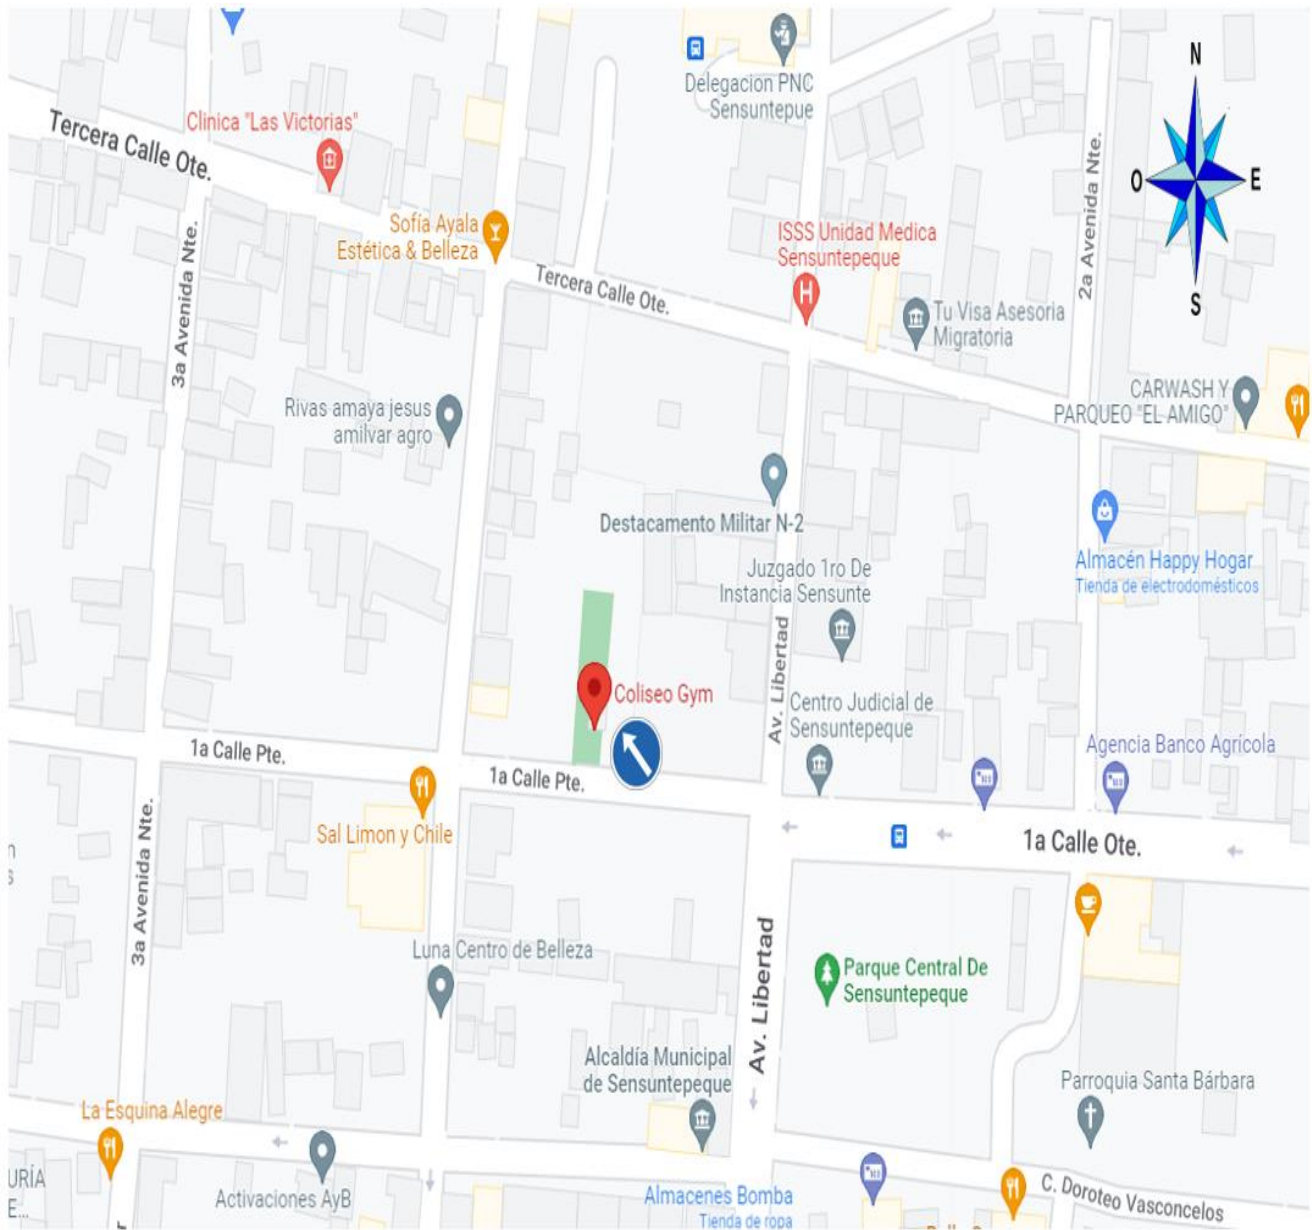 N
O
E
S
Delegacion PNC
Sensuntepue
Clinica "Las Victorias"
Tercera Calle Ote.
Sofía Ayala
Estética & Belleza
ISSS Unidad Medica
Sensuntepeque
Tercera Calle Ote.
3a Avenida Nte.
2a Avenida Nte.
H
Tu Visa Asesoria
Migratoria
CARWASH Y
PARQUEO "EL AMIGO"
Rivas amaya jesus
amilvar agro
Destacamento Militar N-2
Juzgado 1ro De
Instancia Sensunte
Almacén Happy Hogar
Tienda de electrodomésticos
Av. Libertad
Coliseo Gym
Centro Judicial de
Sensuntepeque
1a Calle Pte.
1a Calle Pte.
Agencia Banco Agrícola
Sal Limon y Chile
1a Calle Ote.
3a Avenida Nte.
Luna Centro de Belleza
Av. Libertad
Parque Central De
Sensuntepeque
Alcaldía Municipal
de Sensuntepeque
Parroquia Santa Bárbara
La Esquina Alegre
URÍA
E...
Activaciones AyB
Almacenes Bomba
Tienda de ropa
C. Doroteo Vasconcelos